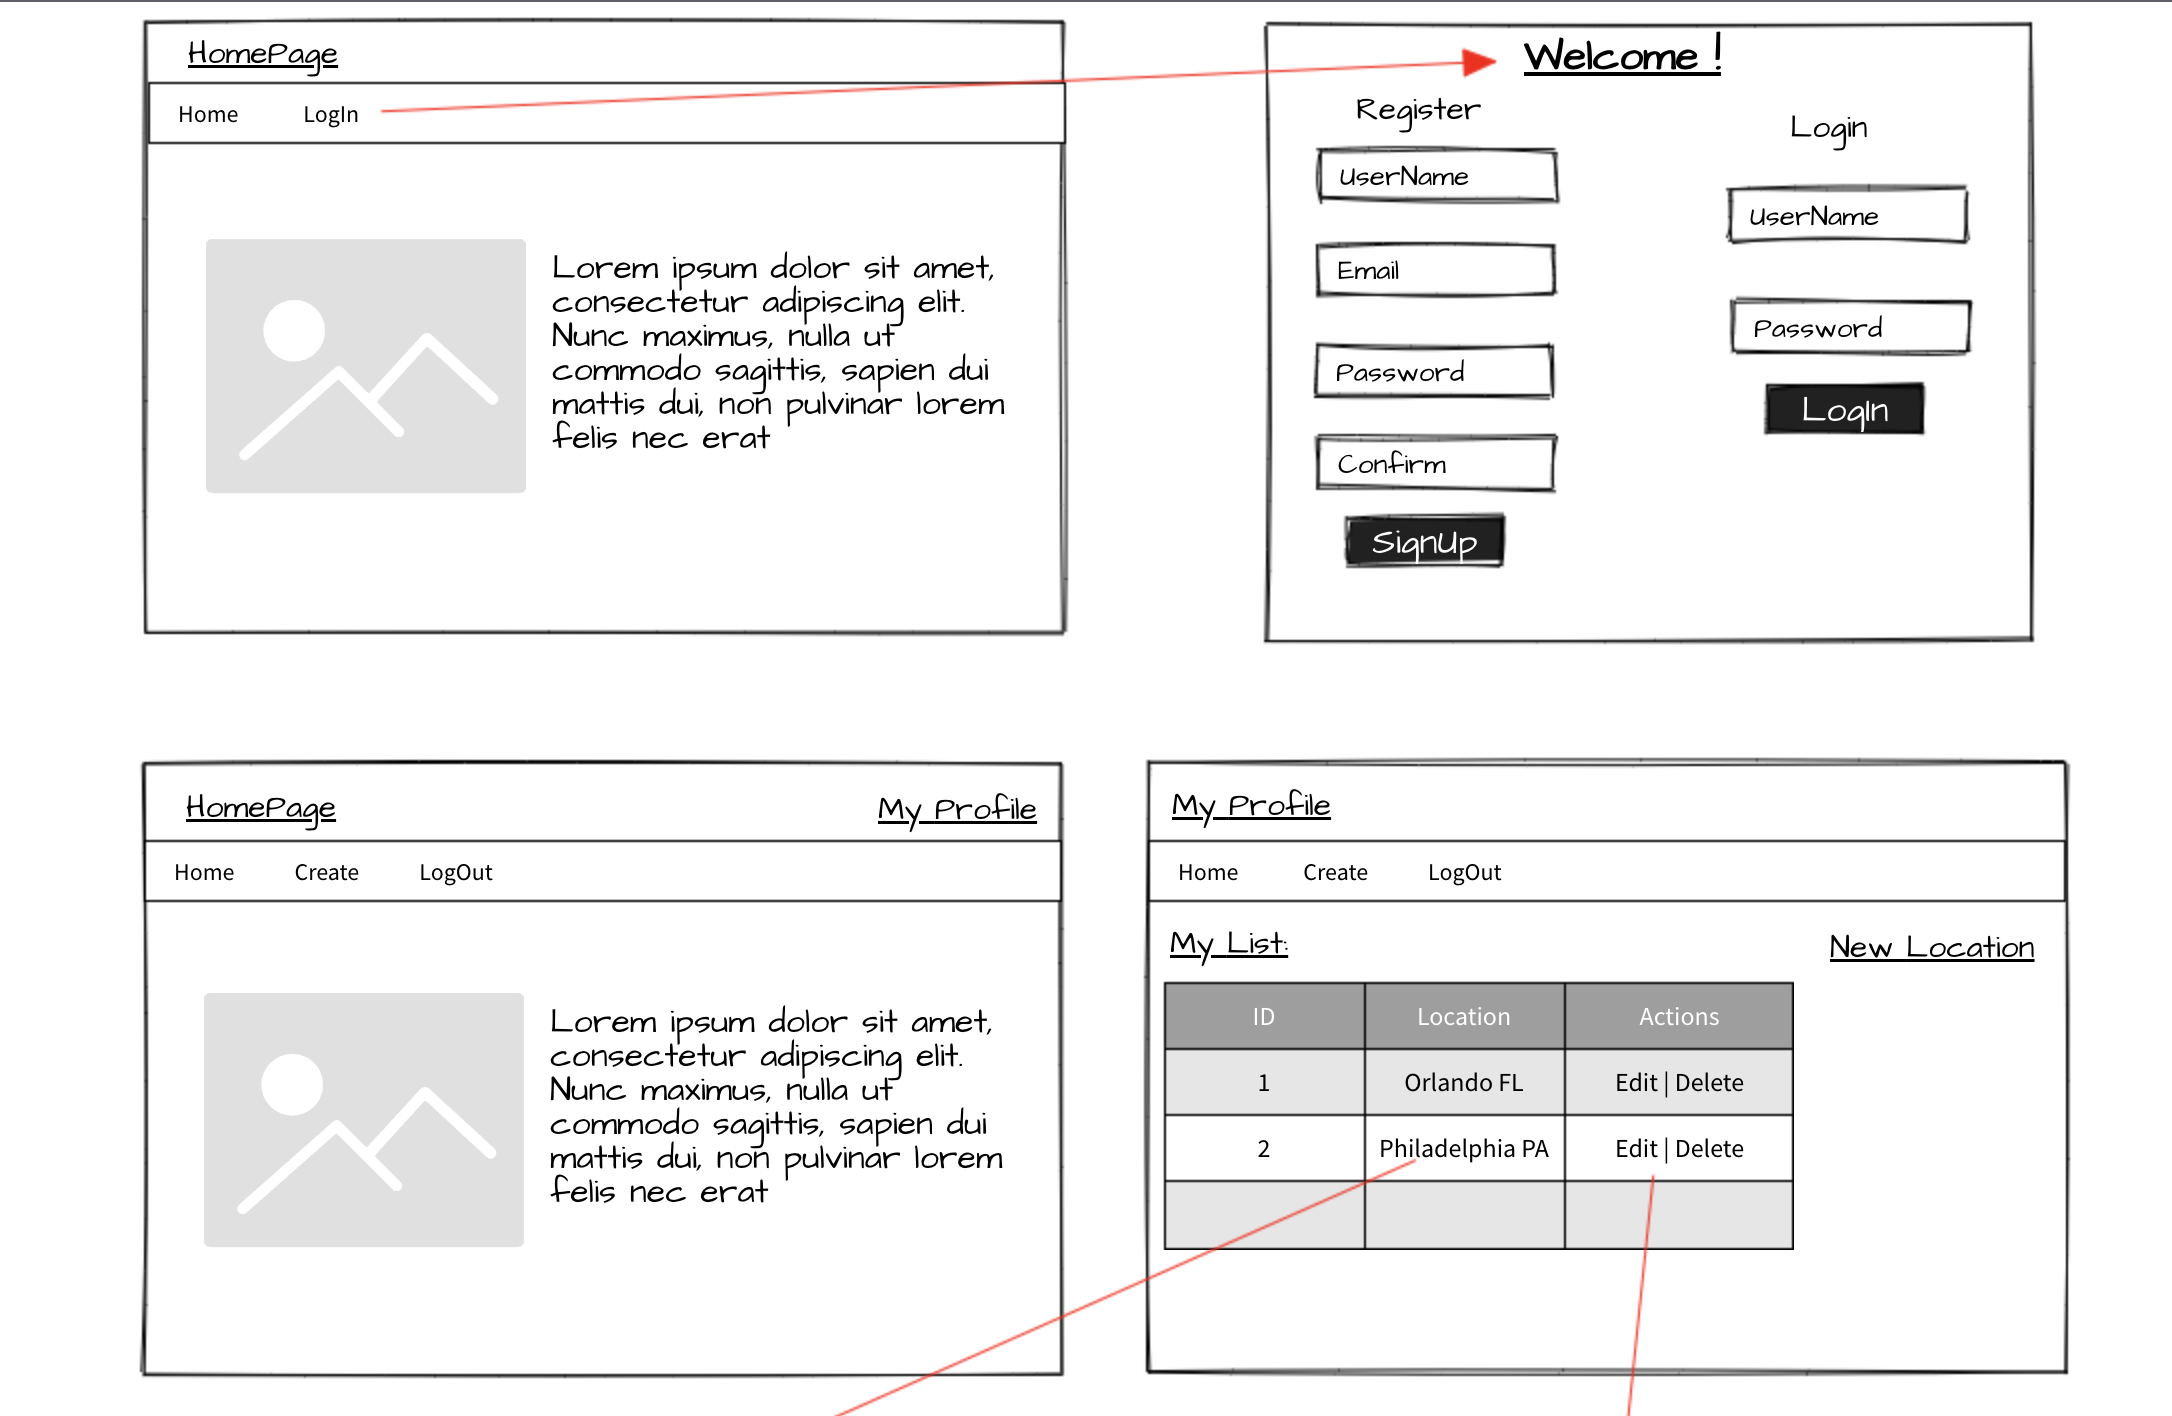 HomePage
Home LogIn
Lorem ipsum dolor sit amet,
consectetur adipiscing elit.
Nunc maximus, nulla ut
commodo sagittis, sapien dui
mattis dui, non pulvinar lorem
felis nec erat
Welcome !
Register
UserName
Email
Password
Confirm
SignUp
Login
UserName
Password
LogIn
HomePage My Profile
Home Create LogOut
Lorem ipsum dolor sit amet,
consectetur adipiscing elit.
Nunc maximus, nulla ut
commodo sagittis, sapien dui
mattis dui, non pulvinar lorem
felis nec erat
My Profile
Home Create LogOut
My List: New Location
ID Location Actions
1 Orlando FL Edit | Delete
2 Philadelphia PA Edit | Delete